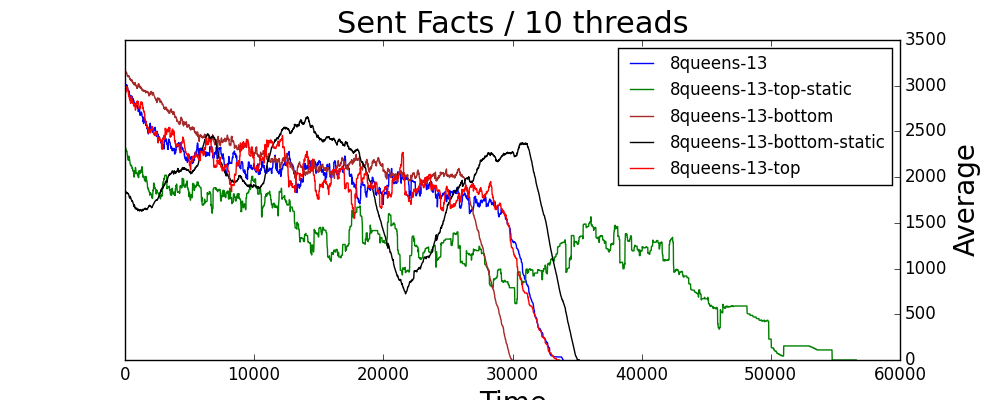 Sent Facts / 10 threads
3500
3000
2500
2000
1500
1000
500
0
Average
8queens-13
8queens-13-top-static
8queens-13-bottom
8queens-13-bottom-static
8queens-13-top
0 10000 20000 30000 40000 50000 60000
Time